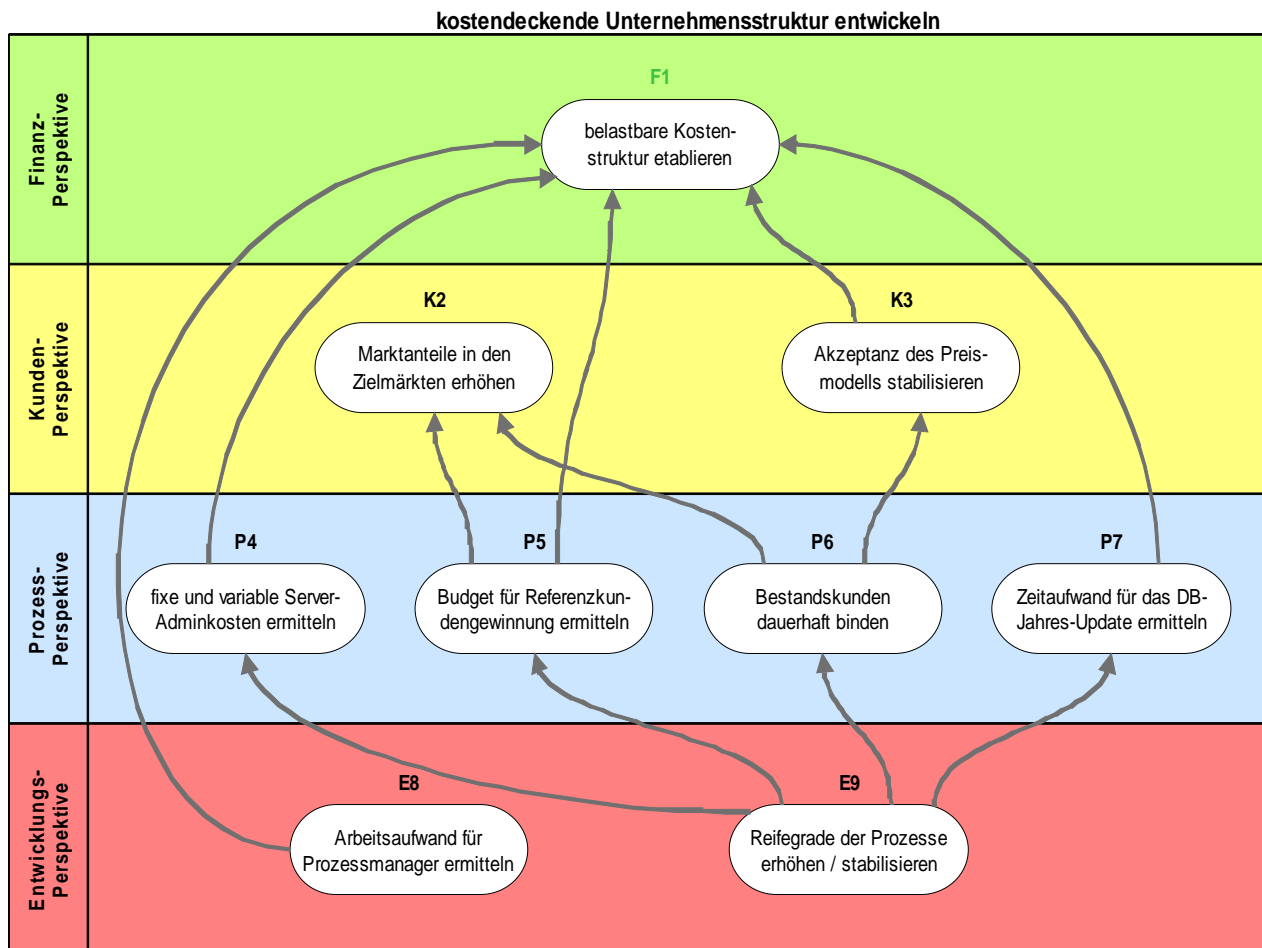 kostendeckende Unternehmensstruktur entwickeln
Finanz-
Perspektive
F1
belastbare Kosten-
struktur etablieren
Kunden-
Perspektive
K2
Marktanteile in den
Zielmärkten erhöhen
K3
Akzeptanz des Preis-
modells stabilisieren
Prozess-
Perspektive
P4
fixe und variable Server-
Adminkosten ermitteln
P5
Budget für Referenzkun-
dengewinnung ermitteln
P6
Bestandskunden
dauerhaft binden
P7
Zeitaufwand für das DB-
Jahres-Update ermitteln
Entwicklungs-
Perspektive
E8
Arbeitsaufwand für
Prozessmanager ermitteln
E9
Reifegrade der Prozesse
erhöhen / stabilisieren